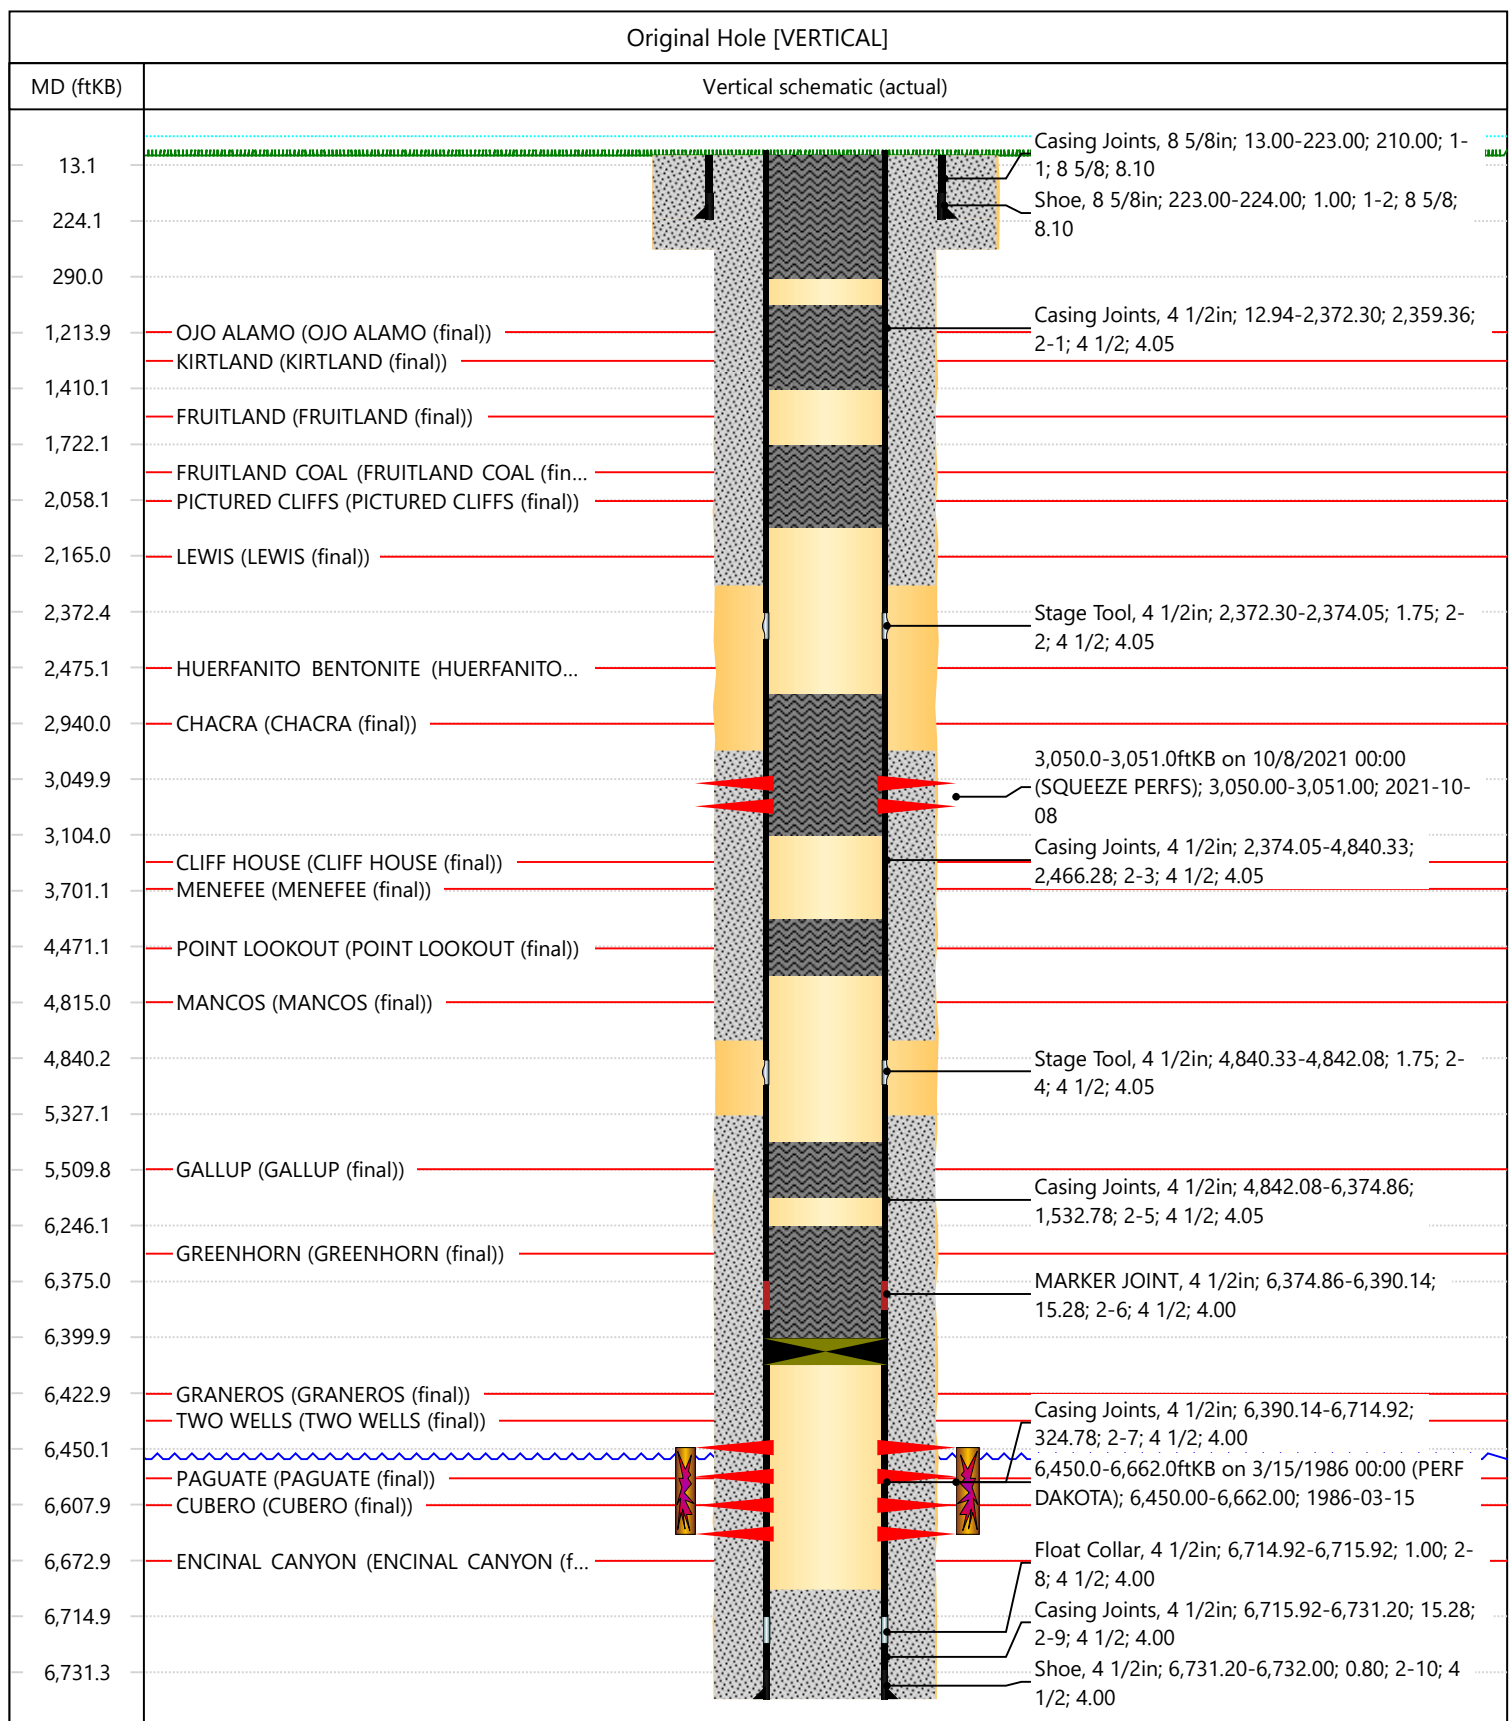 Original Hole [VERTICAL]
MD (ftKB)
Vertical schematic (actual)
13.1
224.1
290.0
1,213.9
1,410.1
1,722.1
2,058.1
2,165.0
2,372.4
2,475.1
2,940.0
3,049.9
3,104.0
3,701.1
4,471.1
4,815.0
4,840.2
5,327.1
5,509.8
6,246.1
6,375.0
6,399.9
6,422.9
6,450.1
6,607.9
6,672.9
6,714.9
6,731.3
OJO ALAMO (OJO ALAMO (final))
KIRTLAND (KIRTLAND (final))
FRUITLAND (FRUITLAND (final))
FRUITLAND COAL (FRUITLAND COAL (fin...
PICTURED CLIFFS (PICTURED CLIFFS (final))
LEWIS (LEWIS (final))
HUERFANITO BENTONITE (HUERFANITO...
CHACRA (CHACRA (final))
CLIFF HOUSE (CLIFF HOUSE (final))
MENEFEE (MENEFEE (final))
POINT LOOKOUT (POINT LOOKOUT (final))
MANCOS (MANCOS (final))
GALLUP (GALLUP (final))
GREENHORN (GREENHORN (final))
GRANEROS (GRANEROS (final))
TWO WELLS (TWO WELLS (final))
PAGUATE (PAGUATE (final))
CUBERO (CUBERO (final))
ENCINAL CANYON (ENCINAL CANYON (f...
Casing Joints, 8 5/8in; 13.00-223.00; 210.00; 1-
1; 8 5/8; 8.10
Shoe, 8 5/8in; 223.00-224.00; 1.00; 1-2; 8 5/8;
8.10
Casing Joints, 4 1/2in; 12.94-2,372.30; 2,359.36;
2-1; 4 1/2; 4.05
Stage Tool, 4 1/2in; 2,372.30-2,374.05; 1.75; 2-
2; 4 1/2; 4.05
3,050.0-3,051.0ftKB on 10/8/2021 00:00
(SQUEEZE PERFS); 3,050.00-3,051.00; 2021-10-
08
Casing Joints, 4 1/2in; 2,374.05-4,840.33;
2,466.28; 2-3; 4 1/2; 4.05
Stage Tool, 4 1/2in; 4,840.33-4,842.08; 1.75; 2-
4; 4 1/2; 4.05
Casing Joints, 4 1/2in; 4,842.08-6,374.86;
1,532.78; 2-5; 4 1/2; 4.05
MARKER JOINT, 4 1/2in; 6,374.86-6,390.14;
15.28; 2-6; 4 1/2; 4.00
Casing Joints, 4 1/2in; 6,390.14-6,714.92;
324.78; 2-7; 4 1/2; 4.00
6,450.0-6,662.0ftKB on 3/15/1986 00:00 (PERF
DAKOTA); 6,450.00-6,662.00; 1986-03-15
Float Collar, 4 1/2in; 6,714.92-6,715.92; 1.00; 2-
8; 4 1/2; 4.00
Casing Joints, 4 1/2in; 6,715.92-6,731.20; 15.28;
2-9; 4 1/2; 4.00
Shoe, 4 1/2in; 6,731.20-6,732.00; 0.80; 2-10; 4
1/2; 4.00